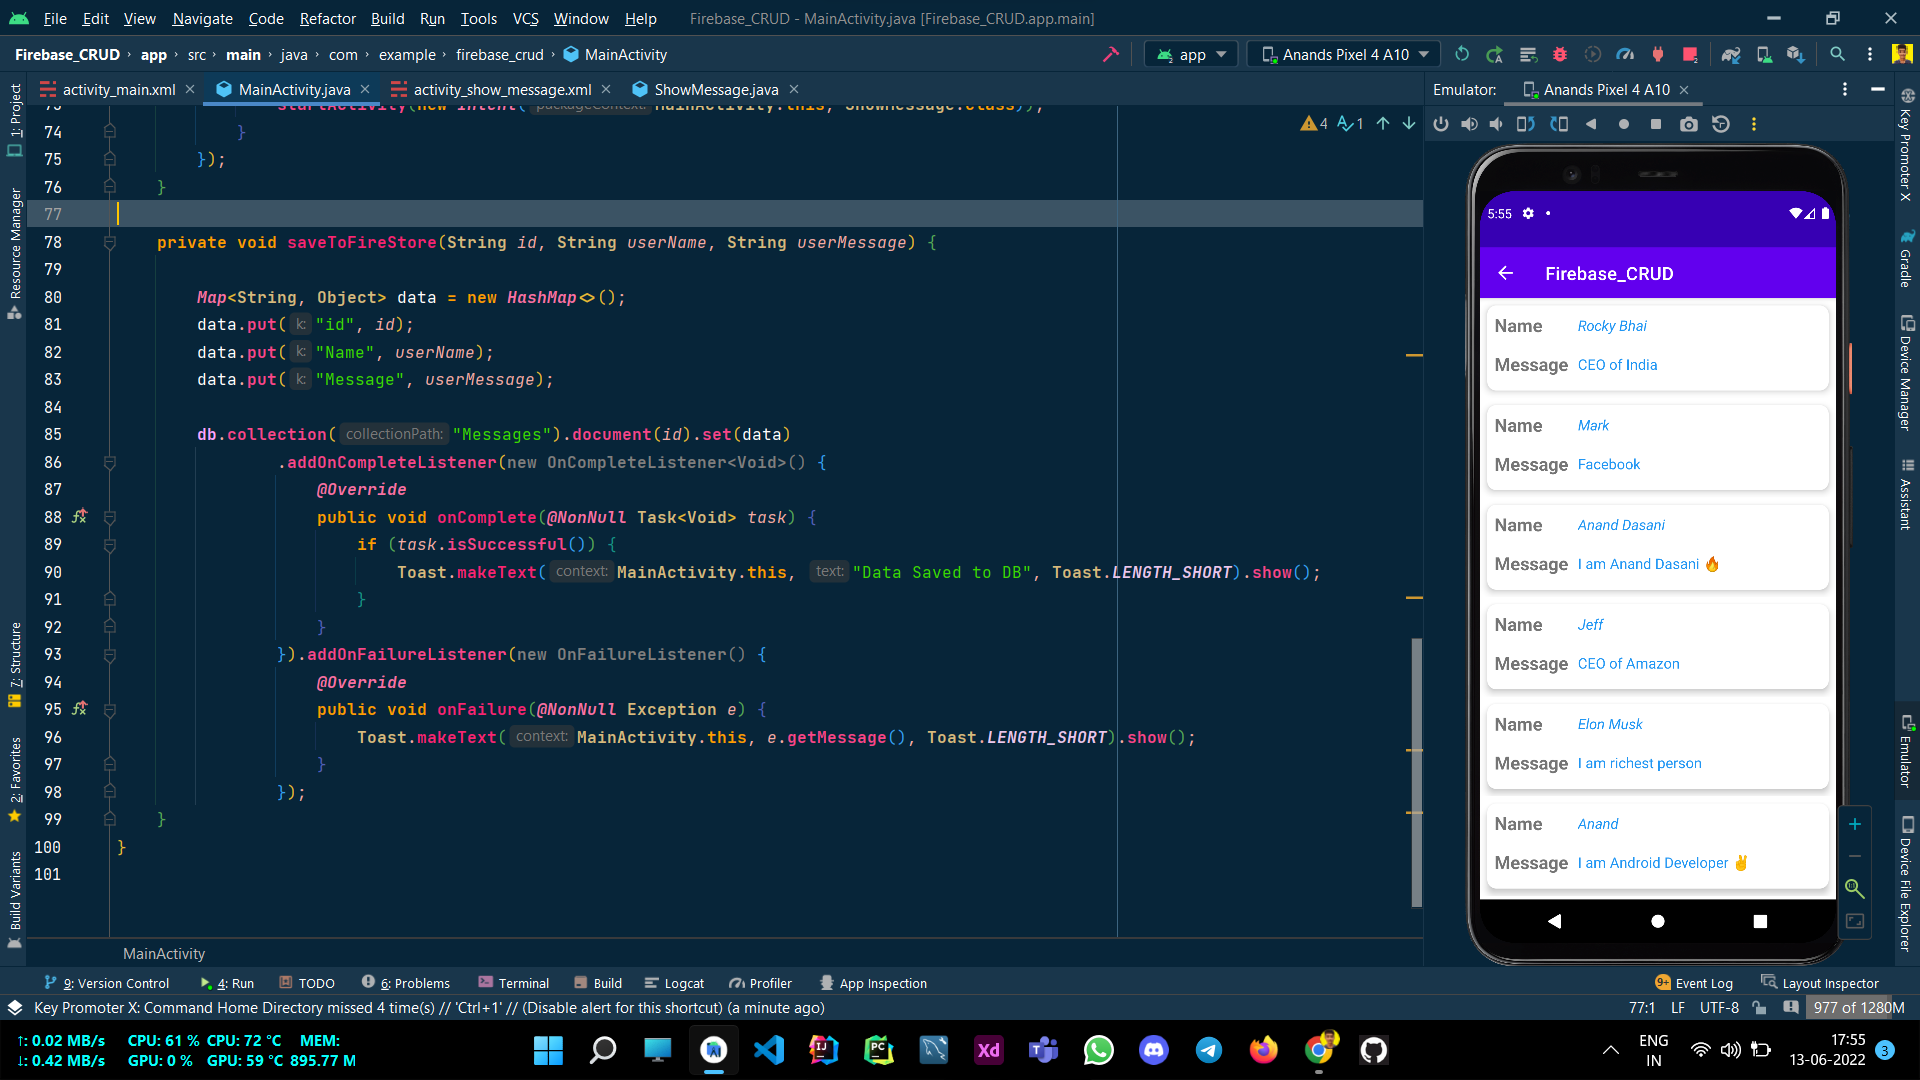 File Edit View Navigate Code Refactor Build Run Tools VCS Window Help Firebase_CRUD - MainActivity.java [Firebase_CRUD.app.main]
Firebase_CRUD › app › src › main › java › com › example › firebase_crud › MainActivity
app
Anands Pixel 4 A10
activity_main.xml
MainActivity.java
activity_show_message.xml
ShowMessage.java
Emulator: Anands Pixel 4 A10
73 startActivity(new Intent( packageContext: MainActivity.this, ShowMessage.class));
4 1
74 }
75 });
76 }
77
78 private void saveToFireStore(String id, String userName, String userMessage) {
79
80 Map<String, Object> data = new HashMap<>();
81 data.put( k: "id", id);
82 data.put( k: "Name", userName);
83 data.put( k: "Message", userMessage);
84
85 db.collection( collectionPath: "Messages").document(id).set(data)
86 .addOnCompleteListener(new OnCompleteListener<Void>() {
87 @Override
88 public void onComplete(@NonNull Task<Void> task) {
89 if (task.isSuccessful()) {
90 Toast.makeText( context: MainActivity.this, text: "Data Saved to DB", Toast.LENGTH_SHORT).show();
91 }
92 }
93 }).addOnFailureListener(new OnFailureListener() {
94 @Override
95 public void onFailure(@NonNull Exception e) {
96 Toast.makeText( context: MainActivity.this, e.getMessage(), Toast.LENGTH_SHORT).show();
97 }
98 });
99 }
100 }
101
MainActivity
1: Project
Resource Manager
7: Structure
2: Favorites
Build Variants
5:55
Firebase_CRUD
Name Rocky Bhai
Message CEO of India
Name Mark
Message Facebook
Name Anand Dasani
Message I am Anand Dasani 🔥
Name Jeff
Message CEO of Amazon
Name Elon Musk
Message I am richest person
Name Anand
Message I am Android Developer ✌
Key Promoter X
Gradle
Device Manager
Assistant
Emulator
Device File Explorer
9: Version Control 4: Run TODO 6: Problems Terminal Build Logcat Profiler App Inspection
9+ Event Log Layout Inspector
Key Promoter X: Command Home Directory missed 4 time(s) // 'Ctrl+1' // (Disable alert for this shortcut) (a minute ago)
77:1 LF UTF-8 977 of 1280M
↑: 0.02 MB/s CPU: 61 % CPU: 72 °C MEM:
↓: 0.42 MB/s GPU: 0 % GPU: 59 °C 895.77 M
IJ
PC
Xd
ENG
IN
17:55
13-06-2022
3